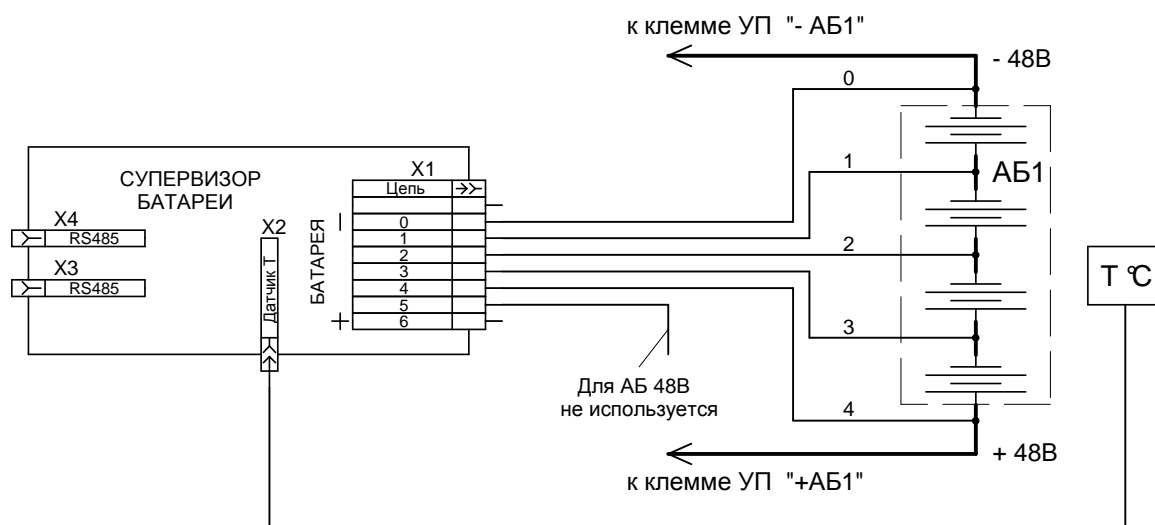 к клемме УП "- АБ1"
- 48В
0
АБ1
1
2
3
4
+ 48В
к клемме УП "+АБ1"
Т °С
СУПЕРВИЗОР
БАТАРЕИ
X4
RS485
X3
RS485
X2
Датчик Т
БАТАРЕЯ
X1
Цепь
–
0
1
2
3
4
5
+
6
Для АБ 48В
не используется